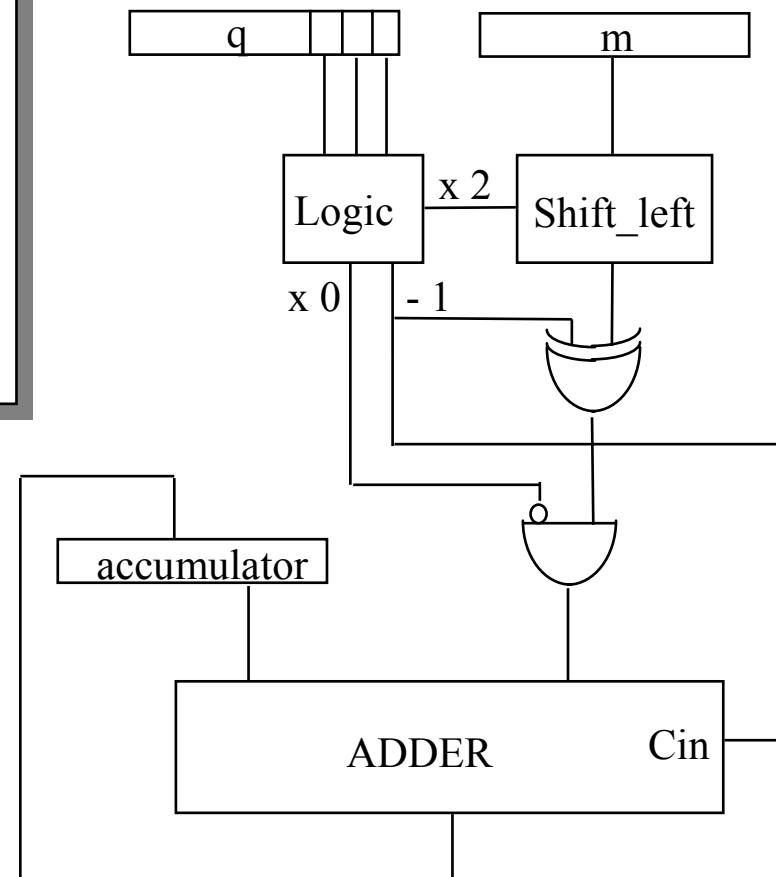 q
m
Logic
x 2
Shift_left
x 0
- 1
accumulator
ADDER
Cin